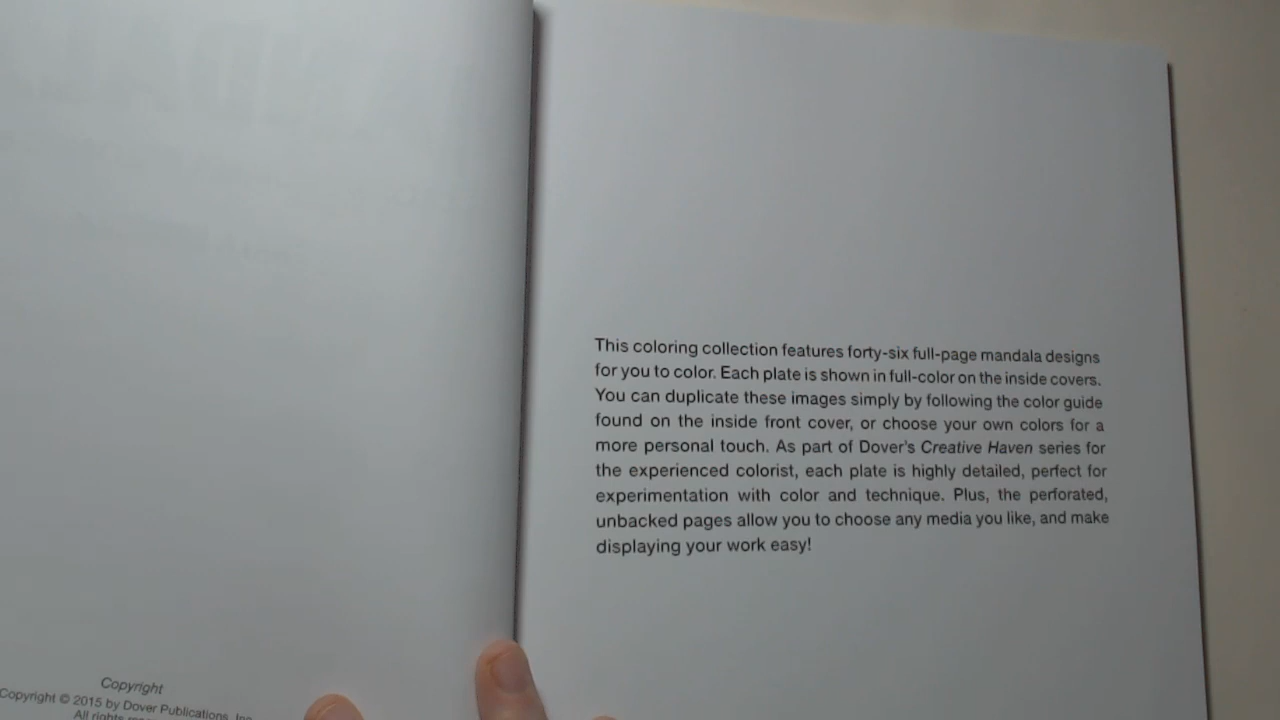 Copyright
Copyright © 2015 by Dover Publications, Inc.
All rights
This coloring collection features forty-six full-page mandala designs
for you to color. Each plate is shown in full-color on the inside covers.
You can duplicate these images simply by following the color guide
found on the inside front cover, or choose your own colors for a
more personal touch. As part of Dover's Creative Haven series for
the experienced colorist, each plate is highly detailed, perfect for
experimentation with color and technique. Plus, the perforated,
unbacked pages allow you to choose any media you like, and make
displaying your work easy!